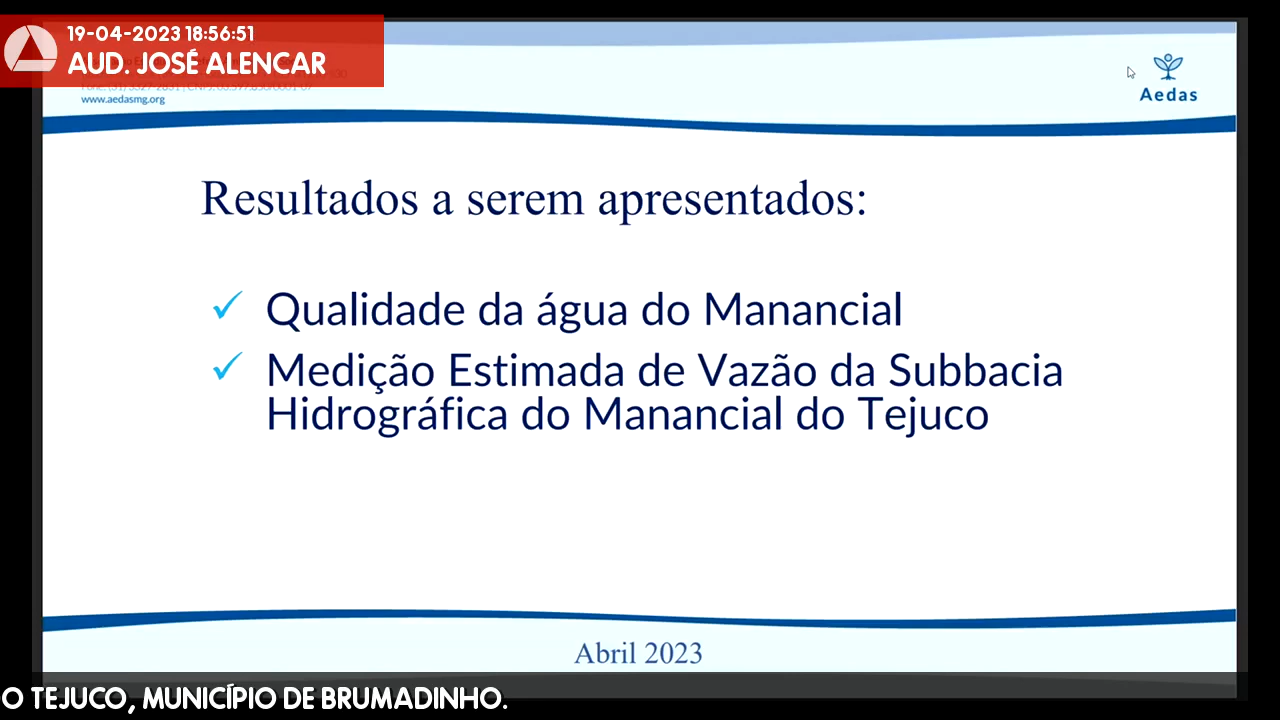 19-04-2023 18:56:51
AUD. JOSÉ ALENCAR
www.aedasmg.org
Aedas
Resultados a serem apresentados:
✓ Qualidade da água do Manancial
✓ Medição Estimada de Vazão da Subbacia
Hidrográfica do Manancial do Tejuco
Abril 2023
O TEJUCO, MUNICÍPIO DE BRUMADINHO.